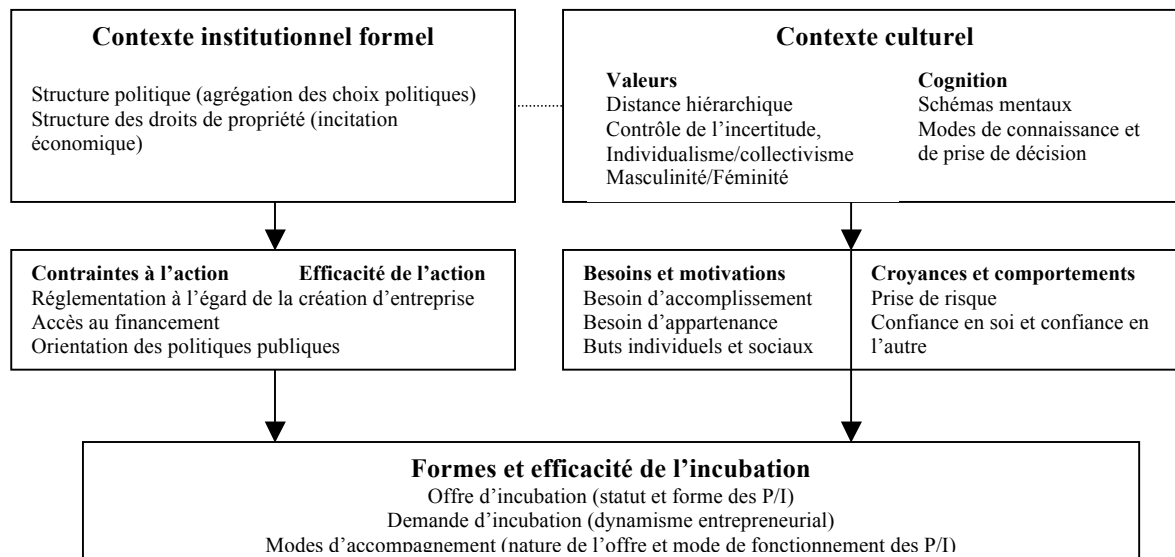 Contexte institutionnel formel
Structure politique (agrégation des choix politiques)
Structure des droits de propriété (incitation
économique)
Contexte culturel
Valeurs
Distance hiérarchique
Contrôle de l’incertitude,
Individualisme/collectivisme
Masculinité/Féminité
Cognition
Schémas mentaux
Modes de connaissance et
de prise de décision
Contraintes à l’action Efficacité de l’action
Réglementation à l’égard de la création d’entreprise
Accès au financement
Orientation des politiques publiques
Besoins et motivations
Besoin d’accomplissement
Besoin d’appartenance
Buts individuels et sociaux
Croyances et comportements
Prise de risque
Confiance en soi et confiance en
l’autre
Formes et efficacité de l’incubation
Offre d’incubation (statut et forme des P/I)
Demande d’incubation (dynamisme entrepreneurial)
Modes d’accompagnement (nature de l’offre et mode de fonctionnement des P/I)